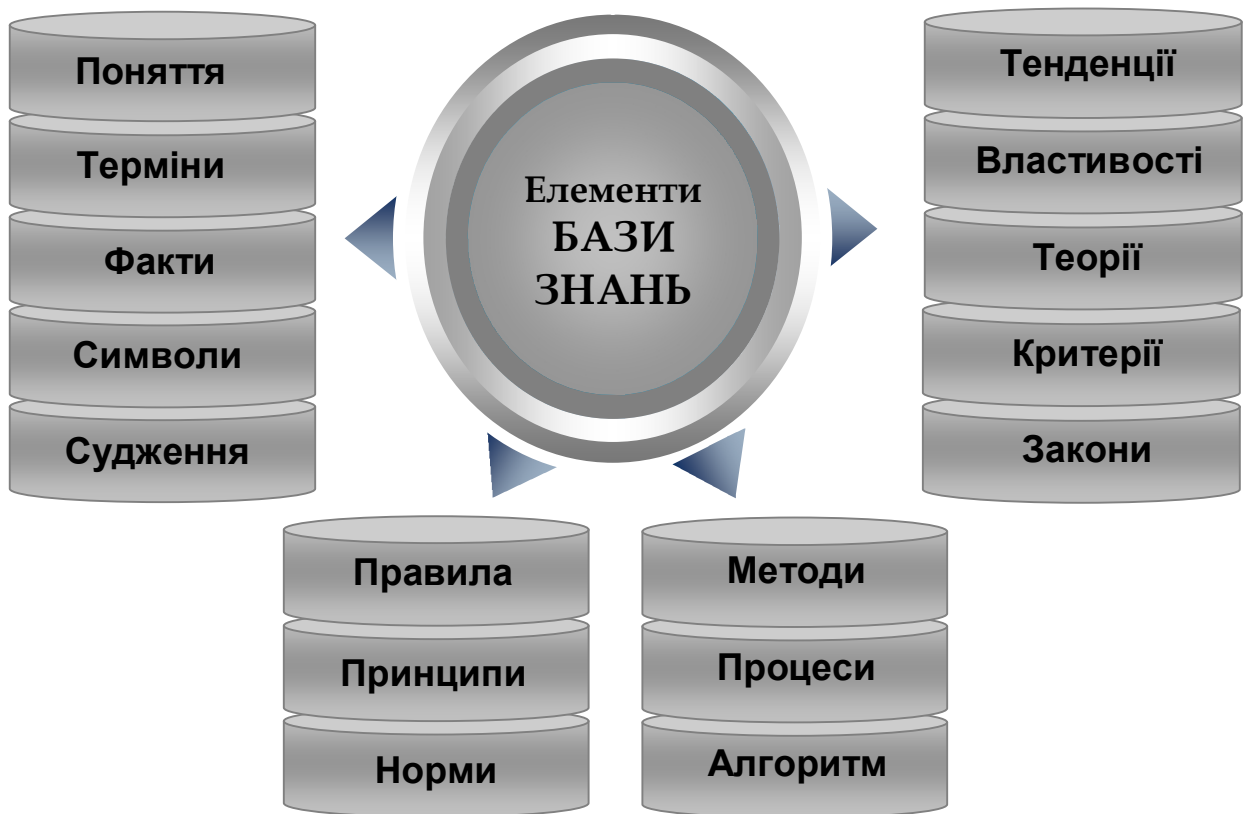 Поняття
Терміни
Факти
Символи
Судження
Елементи
БАЗИ
ЗНАНЬ
Тенденції
Властивості
Теорії
Критерії
Закони
Правила
Принципи
Норми
Методи
Процеси
Алгоритм